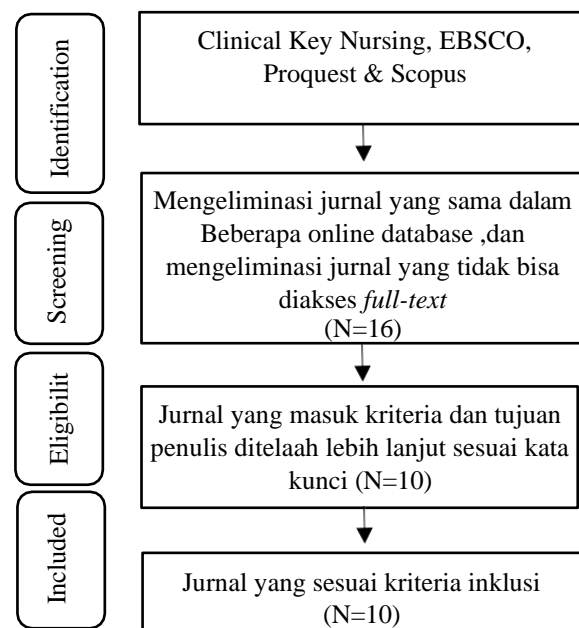 Identification
Clinical Key Nursing, EBSCO,
Proquest & Scopus
Screening
Mengeliminasi jurnal yang sama dalam
Beberapa online database ,dan
mengeliminasi jurnal yang tidak bisa
diakses full-text
(N=16)
Eligibilit
Jurnal yang masuk kriteria dan tujuan
penulis ditelaah lebih lanjut sesuai kata
kunci (N=10)
Included
Jurnal yang sesuai kriteria inklusi
(N=10)